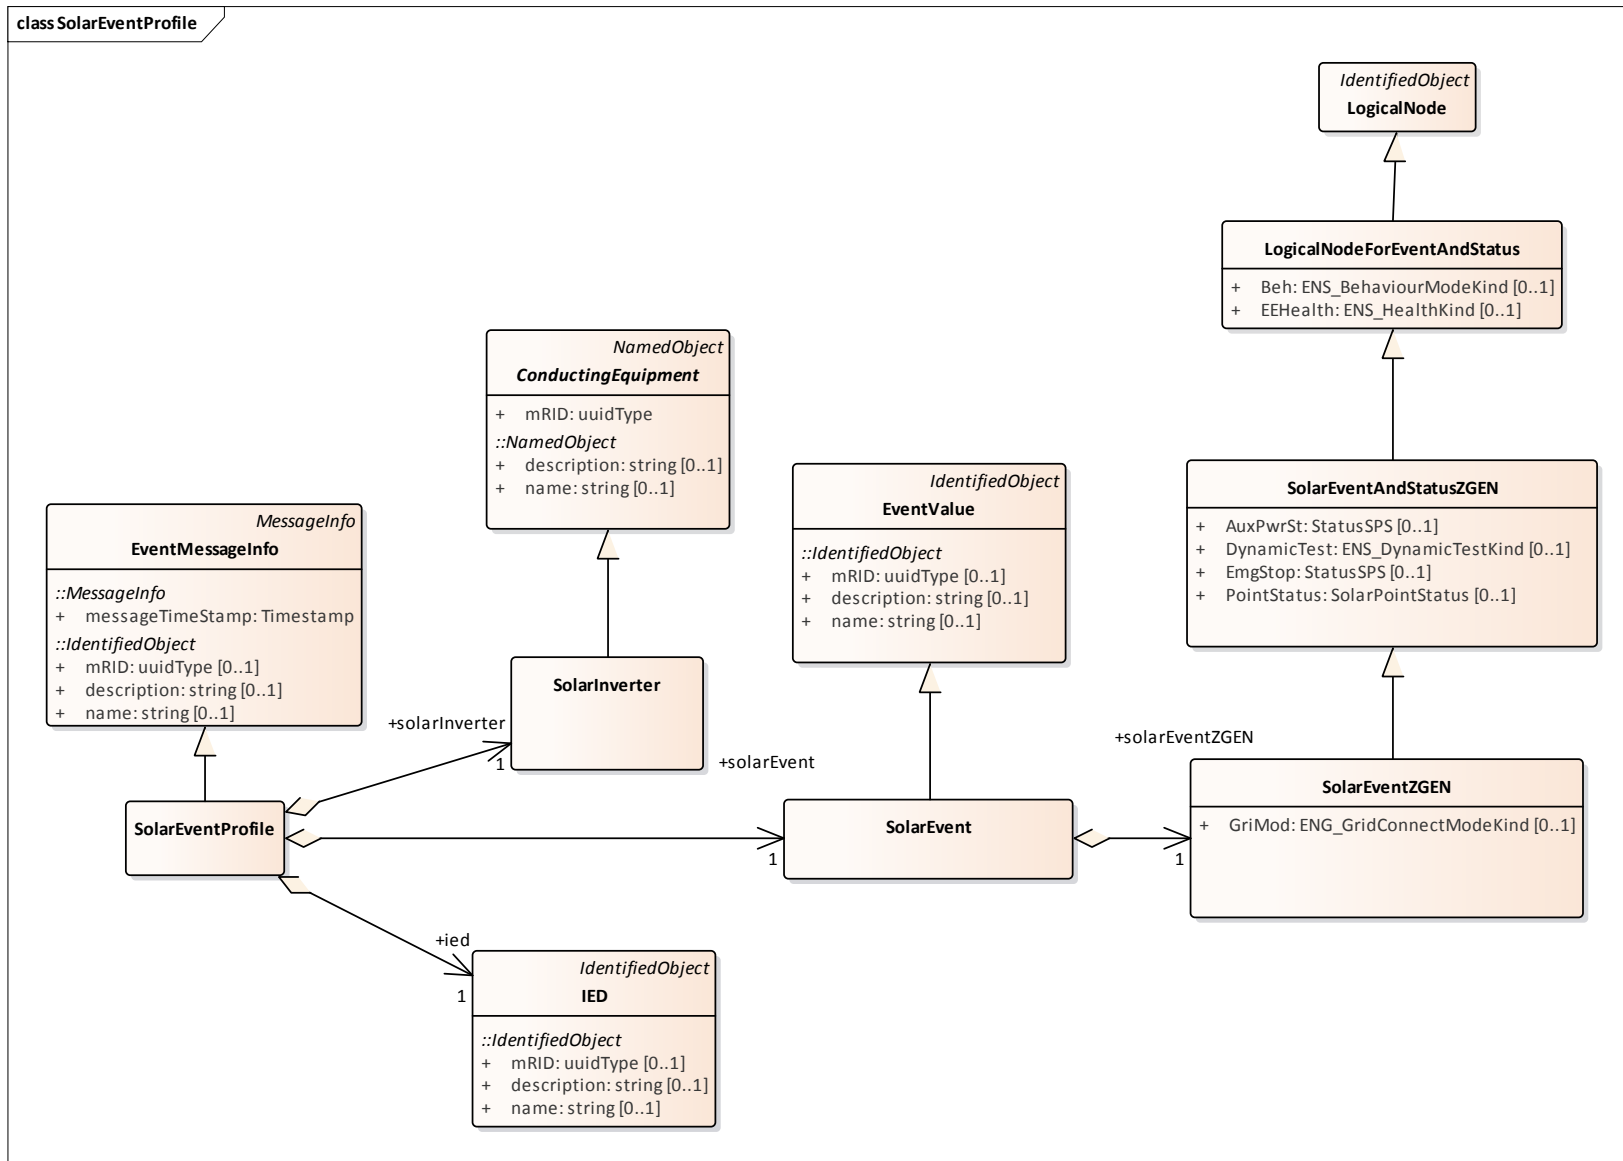 class SolarEventProfile
IdentifiedObject
LogicalNode
LogicalNodeForEventAndStatus
+ Beh: ENS_BehaviourModeKind [0..1]
+ EEHealth: ENS_HealthKind [0..1]
NamedObject
ConductingEquipment
+ mRID: uuidType
::NamedObject
+ description: string [0..1]
+ name: string [0..1]
IdentifiedObject
EventValue
::IdentifiedObject
+ mRID: uuidType [0..1]
+ description: string [0..1]
+ name: string [0..1]
SolarEventAndStatusZGEN
+ AuxPwrSt: StatusSPS [0..1]
+ DynamicTest: ENS_DynamicTestKind [0..1]
+ EmgStop: StatusSPS [0..1]
+ PointStatus: SolarPointStatus [0..1]
MessageInfo
EventMessageInfo
::MessageInfo
+ messageTimeStamp: Timestamp
::IdentifiedObject
+ mRID: uuidType [0..1]
+ description: string [0..1]
+ name: string [0..1]
SolarInverter
+solarInverter
1
+solarEvent
1
+solarEventZGEN
1
SolarEventProfile
SolarEvent
SolarEventZGEN
+ GriMod: ENG_GridConnectModeKind [0..1]
+ied
1
IdentifiedObject
IED
::IdentifiedObject
+ mRID: uuidType [0..1]
+ description: string [0..1]
+ name: string [0..1]